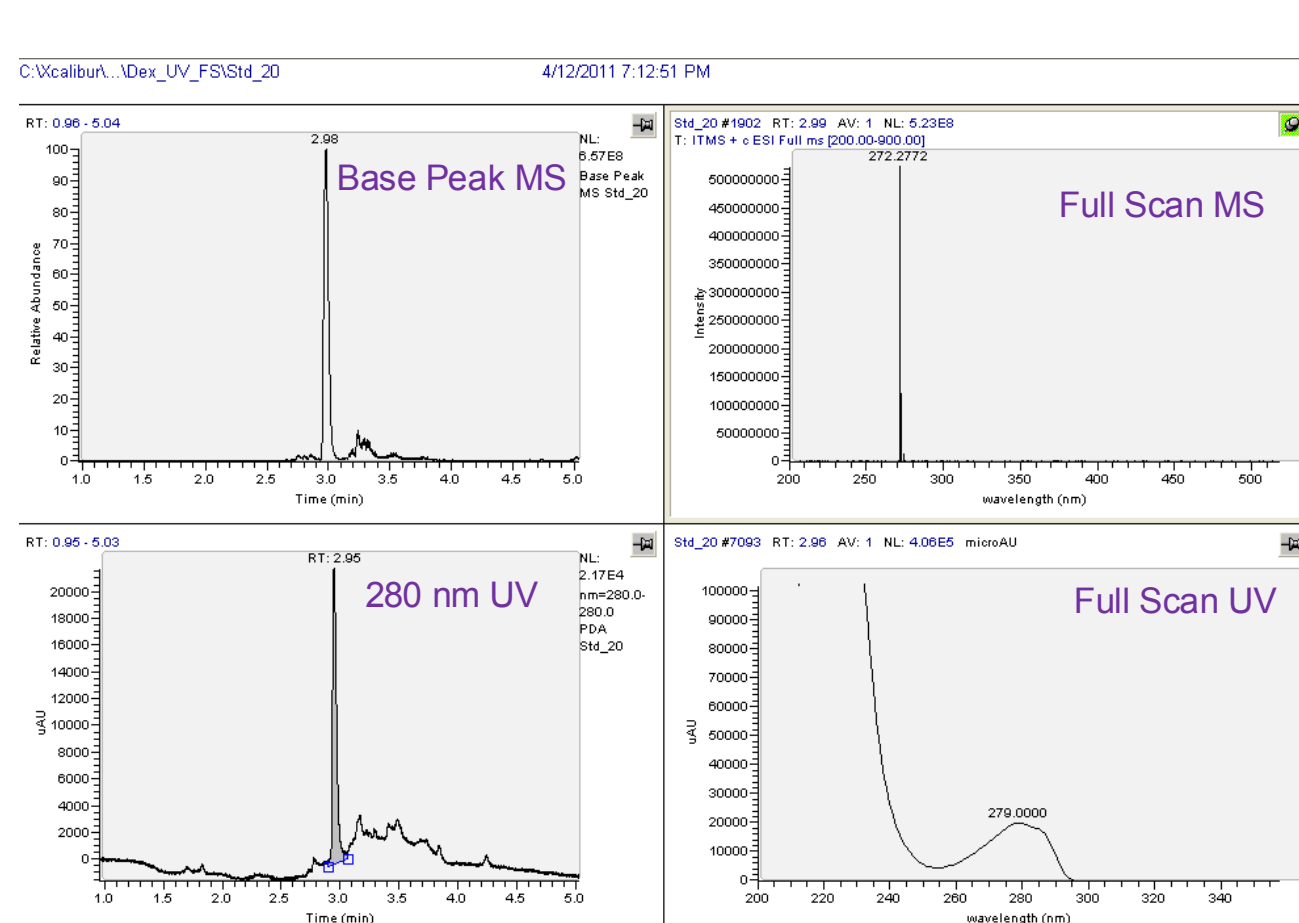 C:\Xcalibur\...\Dex_UV_FS\Std_20 4/12/2011 7:12:51 PM
RT: 0.96 - 5.04
2.98
NL:
6.57E8
Base Peak
MS Std_20
Base Peak MS
100
90
80
70
60
50
40
30
20
10
0
Relative Abundance
1.0 1.5 2.0 2.5 3.0 3.5 4.0 4.5 5.0
Time (min)
Std_20 #1902 RT: 2.99 AV: 1 NL: 5.23E8
T: ITMS + c ESI Full ms [200.00-900.00]
272.2772
Full Scan MS
500000000
450000000
400000000
350000000
300000000
250000000
200000000
150000000
100000000
50000000
0
Intensity
200 250 300 350 400 450 500
wavelength (nm)
RT: 0.95 - 5.03
RT: 2.95
NL:
2.17E4
nm=280.0-
280.0
PDA
Std_20
280 nm UV
20000
18000
16000
14000
12000
10000
8000
6000
4000
2000
0
uAU
1.0 1.5 2.0 2.5 3.0 3.5 4.0 4.5 5.0
Time (min)
Std_20 #7093 RT: 2.96 AV: 1 NL: 4.06E5 microAU
Full Scan UV
100000
90000
80000
70000
60000
50000
40000
30000
20000
10000
0
uAU
279.0000
200 220 240 260 280 300 320 340
wavelength (nm)